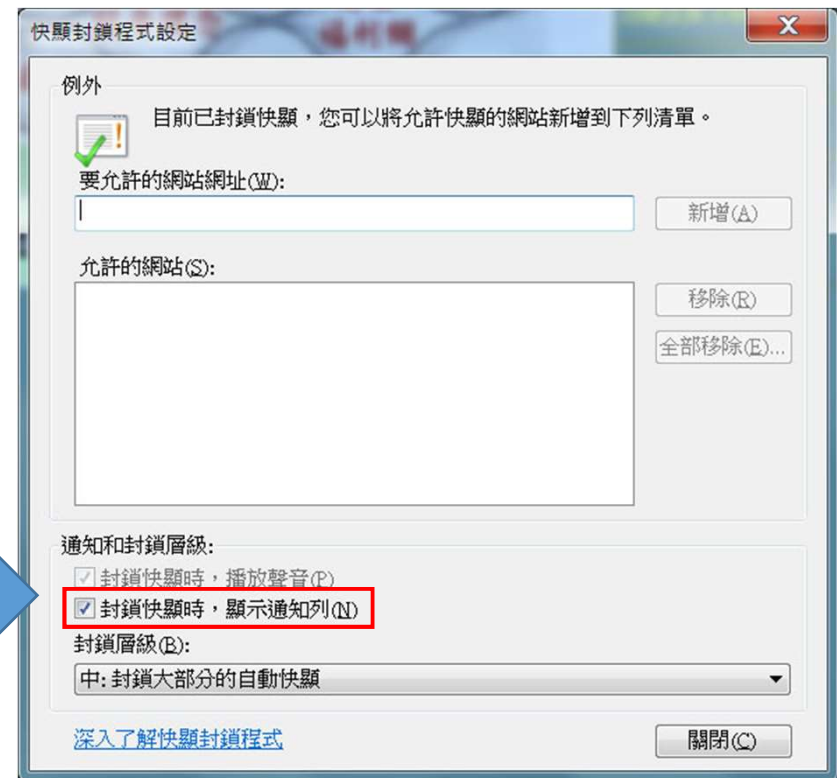 快顯封鎖程式設定
例外
目前已封鎖快顯，您可以將允許快顯的網站新增到下列清單。
要允許的網站網址(W):
新增(A)
允許的網站(S):
移除(R)
全部移除(E)...
通知和封鎖層級:
封鎖快顯時，播放聲音(P)
封鎖快顯時，顯示通知列(N)
封鎖層級(B):
中: 封鎖大部分的自動快顯
深入了解快顯封鎖程式
關閉(C)